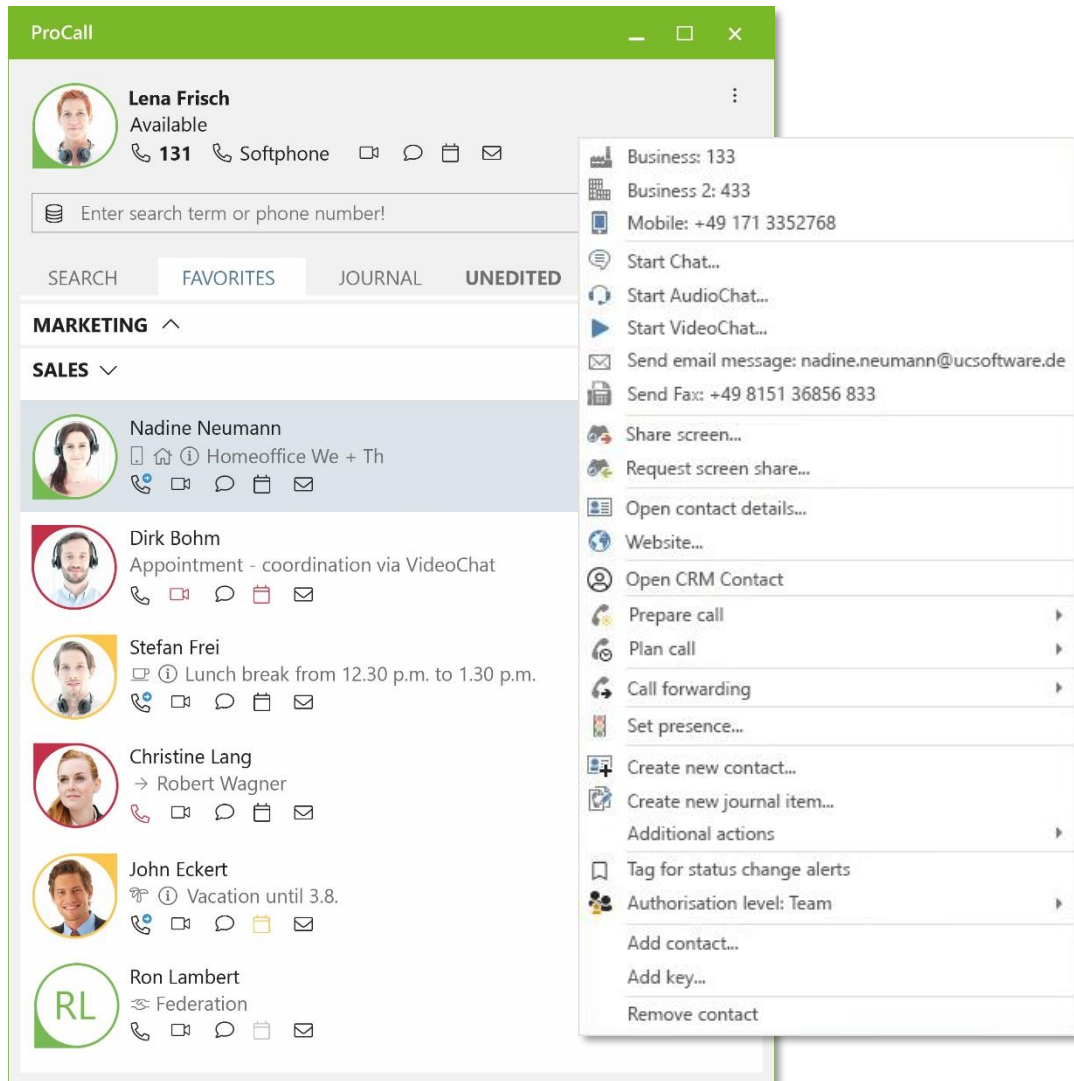 ProCall
Lena Frisch
Available
131 Softphone
Enter search term or phone number!
SEARCH FAVORITES JOURNAL UNEDITED
MARKETING
SALES
Nadine Neumann
Homeoffice We + Th
Dirk Bohm
Appointment - coordination via VideoChat
Stefan Frei
Lunch break from 12.30 p.m. to 1.30 p.m.
Christine Lang
→ Robert Wagner
John Eckert
Vacation until 3.8.
RL
Ron Lambert
Federation
Business: 133
Business 2: 433
Mobile: +49 171 3352768
Start Chat...
Start AudioChat...
Start VideoChat...
Send email message: nadine.neumann@ucsoftware.de
Send Fax: +49 8151 36856 833
Share screen...
Request screen share...
Open contact details...
Website...
Open CRM Contact
Prepare call
Plan call
Call forwarding
Set presence...
Create new contact...
Create new journal item...
Additional actions
Tag for status change alerts
Authorisation level: Team
Add contact...
Add key...
Remove contact